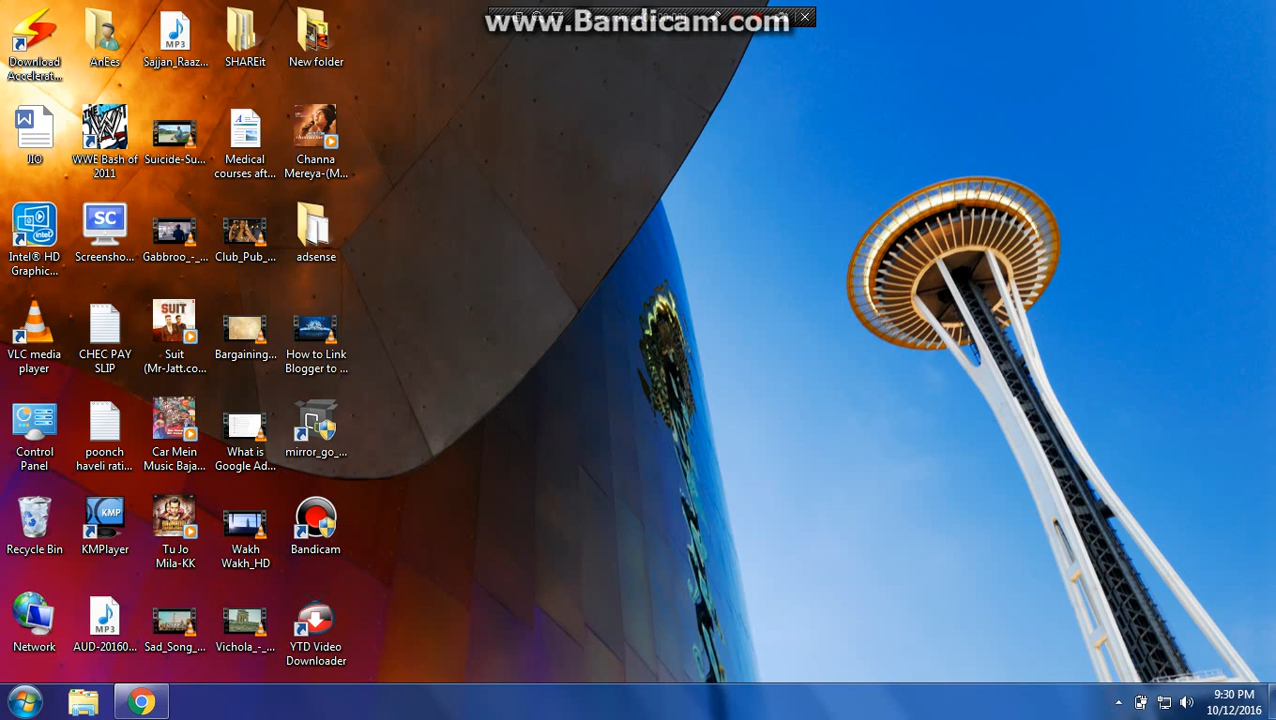 www.Bandicam.com
Download
Accelerat...
AnEes
Sajjan_Raaz...
SHAREit
New folder
JIO
WWE Bash of
2011
Suicide-Su...
Medical
courses aft...
Channa
Mereya-(M...
Intel® HD
Graphic...
Screensho...
Gabbroo_-_...
Club_Pub_...
adsense
VLC media
player
CHEC PAY
SLIP
Suit
(Mr-Jatt.co...
Bargaining...
How to Link
Blogger to ...
Control
Panel
poonch
haveli rati...
Car Mein
Music Baja...
What is
Google Ad...
mirror_go_...
Recycle Bin
KMPlayer
Tu Jo
Mila-KK
Wakh
Wakh_HD
Bandicam
Network
AUD-20160...
Sad_Song_...
Vichola_-_...
YTD Video
Downloader
MP3
SC
intel
SUIT
KMP
MP3
9:30 PM
10/12/2016